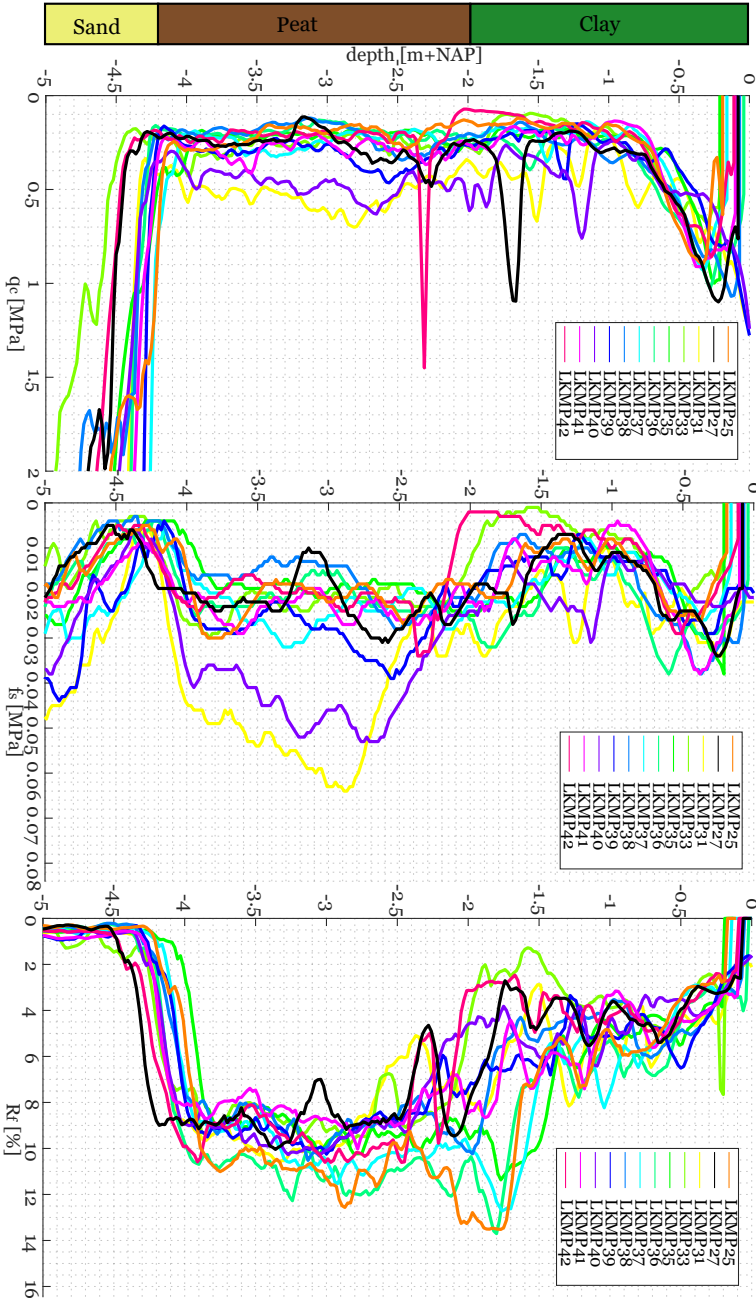 Sand Peat Clay
depth [m+NAP]
-5 -4.5 -4 -3.5 -3 -2.5 -2 -1.5 -1 -0.5 0
0
0.5
1
1.5
2
qc [MPa]
LKMP25
LKMP27
LKMP31
LKMP33
LKMP35
LKMP36
LKMP37
LKMP38
LKMP39
LKMP40
LKMP41
LKMP42
-5 -4.5 -4 -3.5 -3 -2.5 -2 -1.5 -1 -0.5 0
0
0.01
0.02
0.03
0.04
0.05
0.06
0.07
0.08
fs [MPa]
LKMP25
LKMP27
LKMP31
LKMP33
LKMP35
LKMP36
LKMP37
LKMP38
LKMP39
LKMP40
LKMP41
LKMP42
-5 -4.5 -4 -3.5 -3 -2.5 -2 -1.5 -1 -0.5 0
0
2
4
6
8
10
12
14
16
Rf [%]
LKMP25
LKMP27
LKMP31
LKMP33
LKMP35
LKMP36
LKMP37
LKMP38
LKMP39
LKMP40
LKMP41
LKMP42